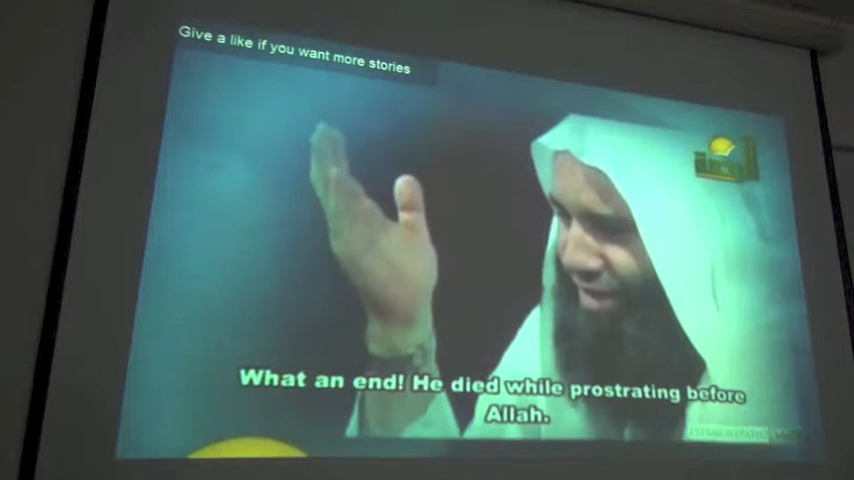 Give a like if you want more stories
What an end! He died while prostrating before
Allah.